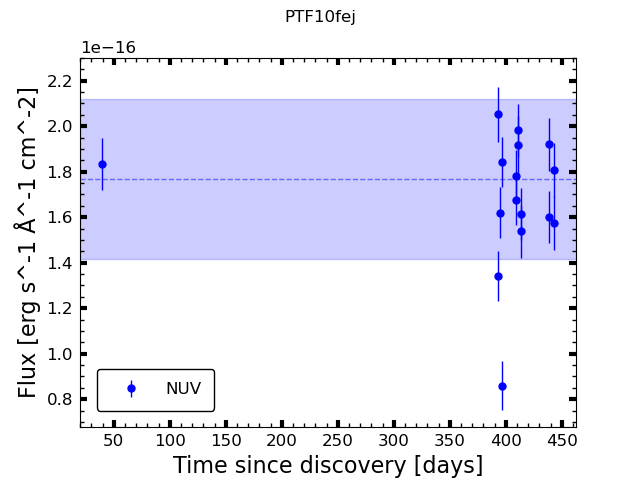 PTF10fej
1e−16
2.2
2.0
1.8
1.6
1.4
1.2
1.0
0.8
Flux [erg s^-1 Å^-1 cm^-2]
NUV
50 100 150 200 250 300 350 400 450
Time since discovery [days]